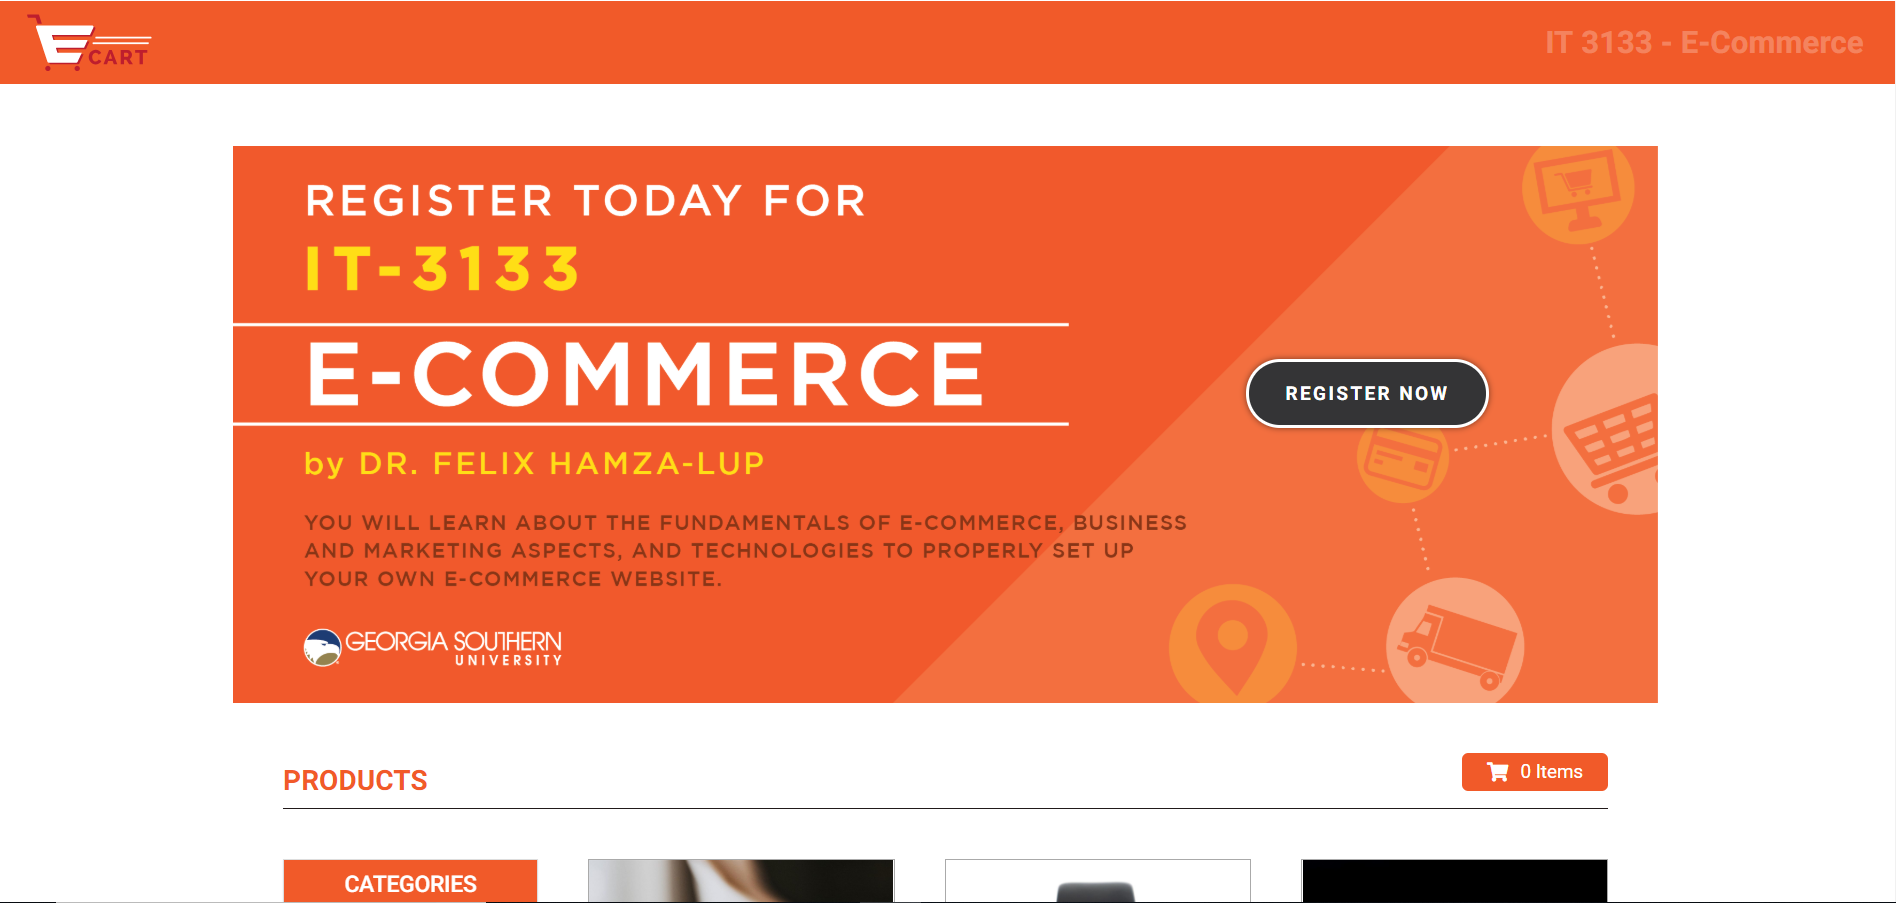 CART
IT 3133 - E-Commerce
REGISTER TODAY FOR
IT-3133
E-COMMERCE
by DR. FELIX HAMZA-LUP
YOU WILL LEARN ABOUT THE FUNDAMENTALS OF E-COMMERCE, BUSINESS
AND MARKETING ASPECTS, AND TECHNOLOGIES TO PROPERLY SET UP
YOUR OWN E-COMMERCE WEBSITE.
GEORGIA SOUTHERN
UNIVERSITY
REGISTER NOW
PRODUCTS
0 Items
CATEGORIES